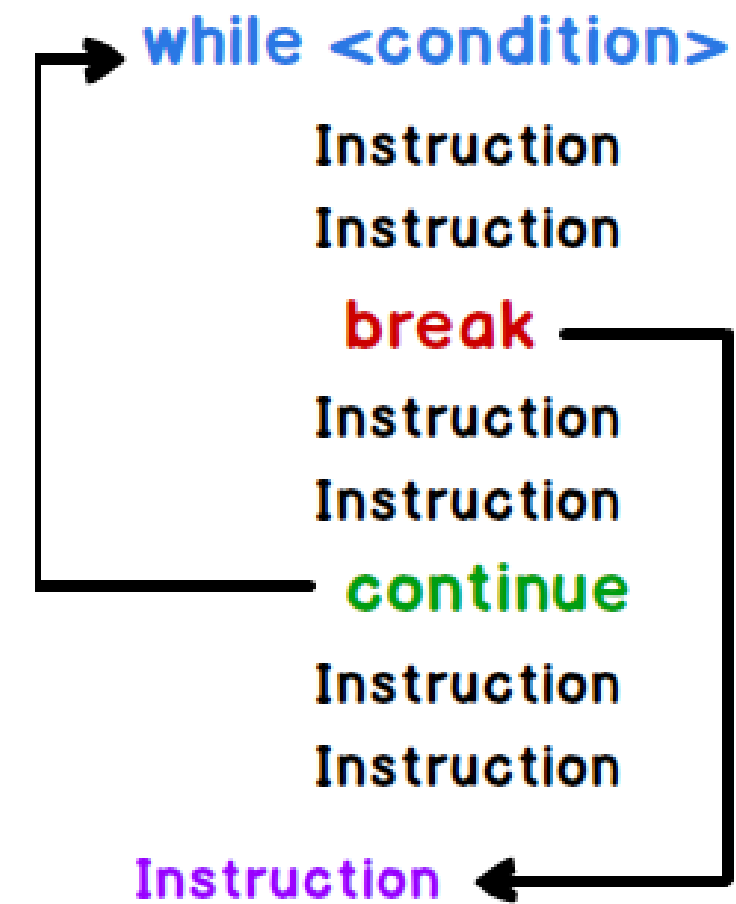 while <condition>
Instruction
Instruction
break
Instruction
Instruction
continue
Instruction
Instruction
Instruction